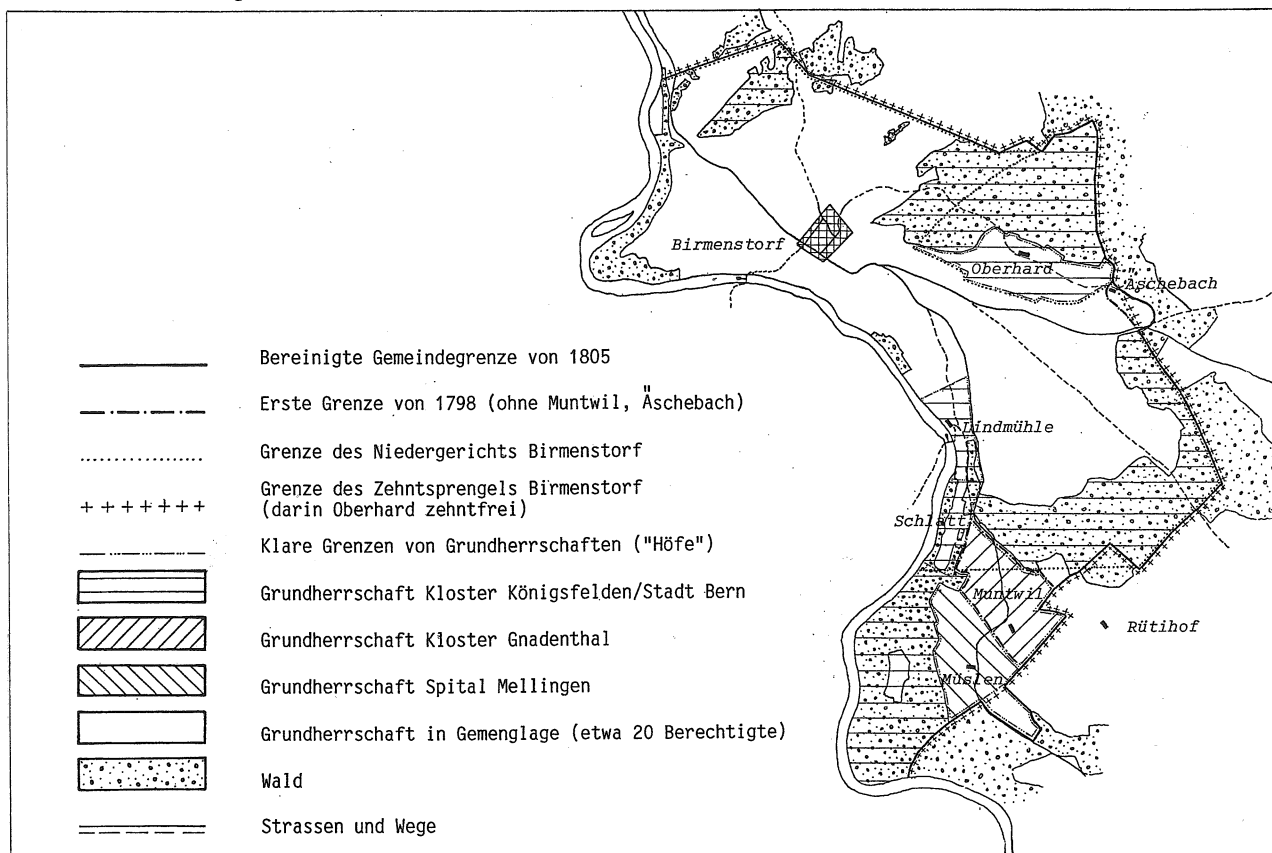 Birmenstorf
Oberhard
Äschebach
Lindmühle
Schlatt
Muntwil
Rütihof
Müslen
Bereinigte Gemeindegrenze von 1805
Erste Grenze von 1798 (ohne Muntwil, Äschebach)
Grenze des Niedergerichts Birmenstorf
Grenze des Zehntsprengels Birmenstorf
(darin Oberhard zehntfrei)
Klare Grenzen von Grundherrschaften ("Höfe")
Grundherrschaft Kloster Königsfelden/Stadt Bern
Grundherrschaft Kloster Gnadenthal
Grundherrschaft Spital Mellingen
Grundherrschaft in Gemenglage (etwa 20 Berechtigte)
Wald
Strassen und Wege